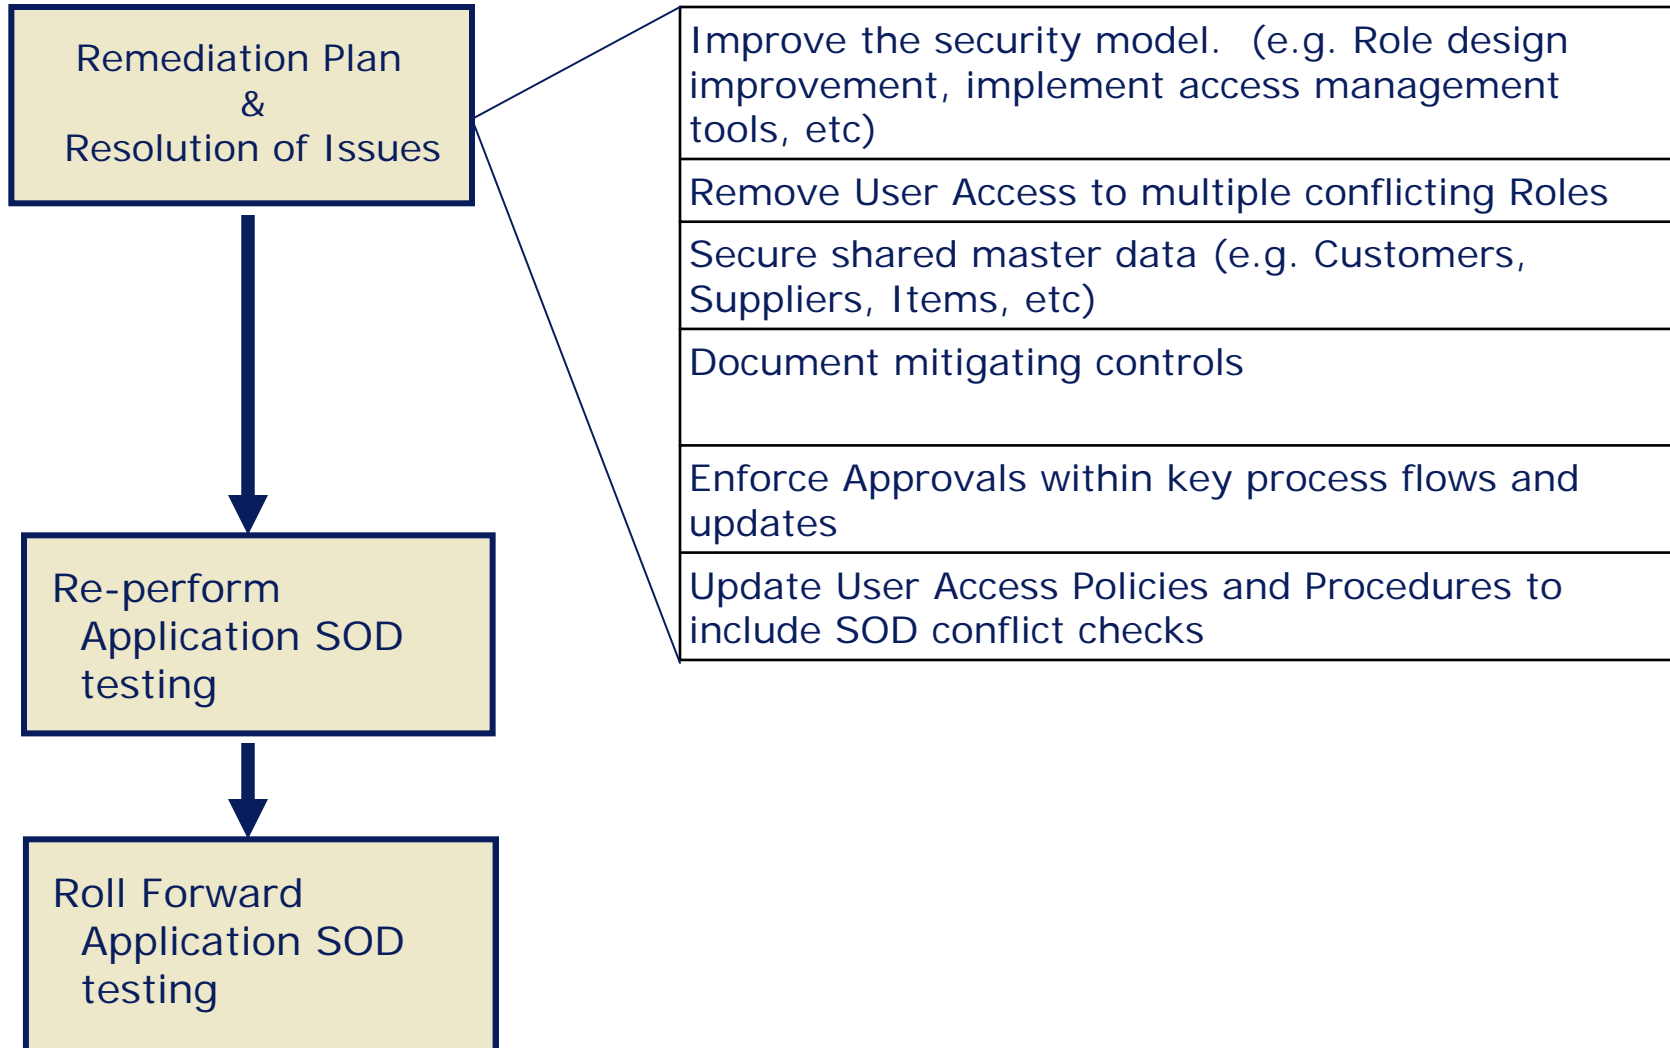 Remediation Plan
&
Resolution of Issues
Improve the security model.  (e.g. Role design
improvement, implement access management
tools, etc)
Remove User Access to multiple conflicting Roles
Secure shared master data (e.g. Customers,
Suppliers, Items, etc)
Document mitigating controls
Enforce Approvals within key process flows and
updates
Update User Access Policies and Procedures to
include SOD conflict checks
Re-perform
Application SOD
testing
Roll Forward
Application SOD
testing